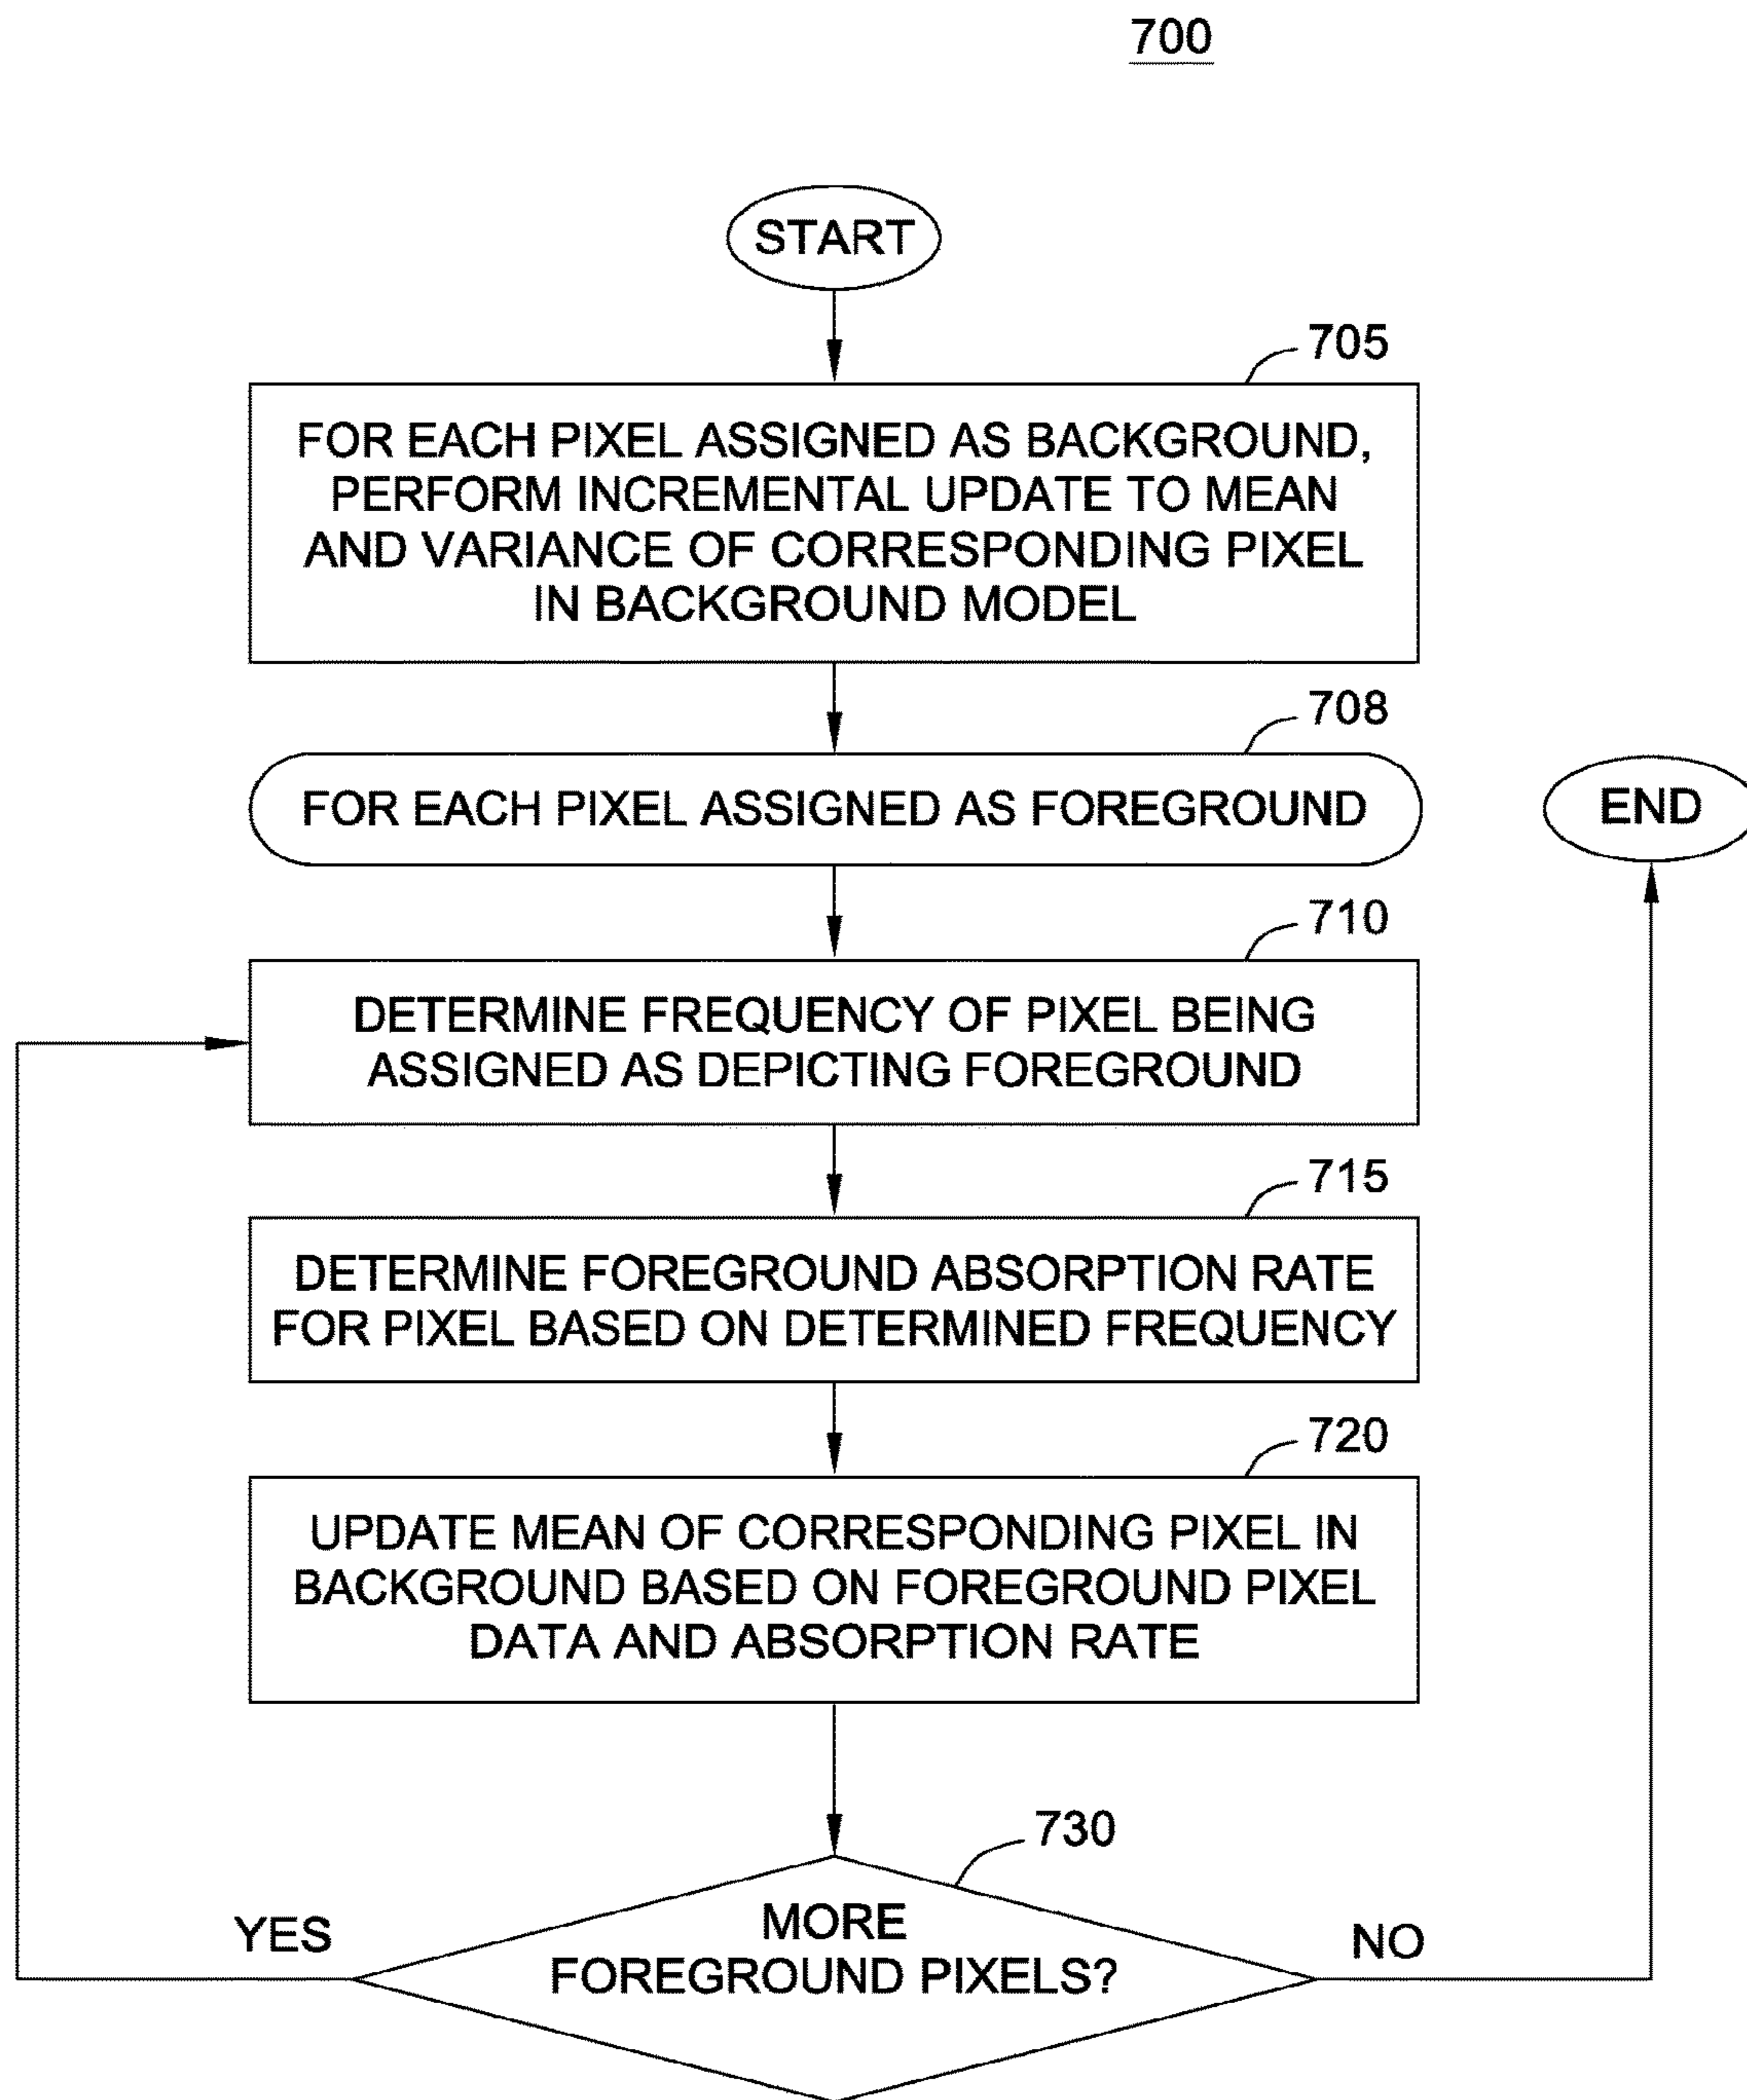 700
START
705
FOR EACH PIXEL ASSIGNED AS BACKGROUND,
PERFORM INCREMENTAL UPDATE TO MEAN
AND VARIANCE OF CORRESPONDING PIXEL
IN BACKGROUND MODEL
708
FOR EACH PIXEL ASSIGNED AS FOREGROUND
END
710
DETERMINE FREQUENCY OF PIXEL BEING
ASSIGNED AS DEPICTING FOREGROUND
715
DETERMINE FOREGROUND ABSORPTION RATE
FOR PIXEL BASED ON DETERMINED FREQUENCY
720
UPDATE MEAN OF CORRESPONDING PIXEL IN
BACKGROUND BASED ON FOREGROUND PIXEL
DATA AND ABSORPTION RATE
730
YES
MORE
FOREGROUND PIXELS?
NO